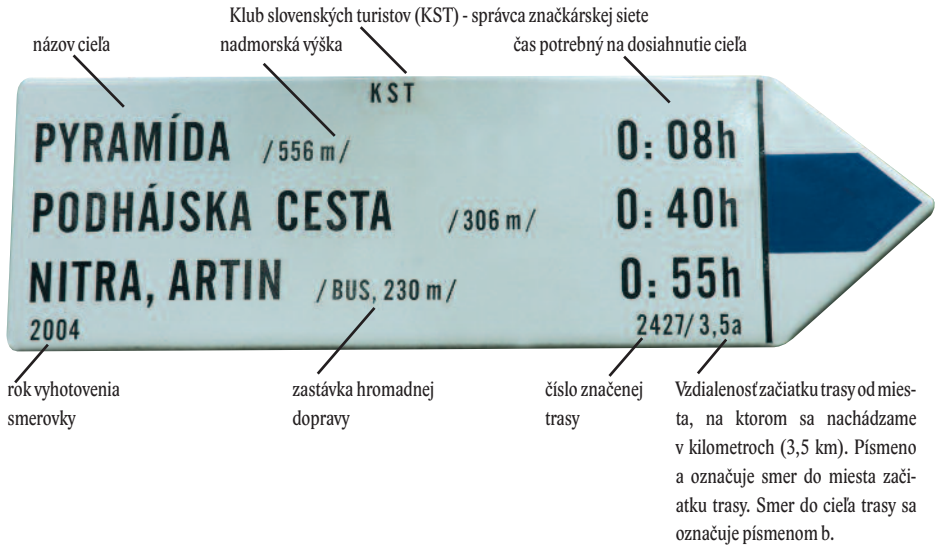 Klub slovenských turistov (KST) - správca značkárskej siete
názov cieľa
nadmorská výška
čas potrebný na dosiahnutie cieľa
KST
PYRAMÍDA /556 m/ 0: 08h
PODHÁJSKA CESTA /306 m/ 0: 40h
NITRA, ARTIN /BUS, 230 m/ 0: 55h
2004 2427/ 3,5a
rok vyhotovenia
smerovky
zastávka hromadnej
dopravy
číslo značenej
trasy
Vzdialenosť začiatku trasy od mies-
ta, na ktorom sa nachádzame
v kilometroch (3,5 km). Písmeno
a označuje smer do miesta zači-
atku trasy. Smer do cieľa trasy sa
označuje písmenom b.